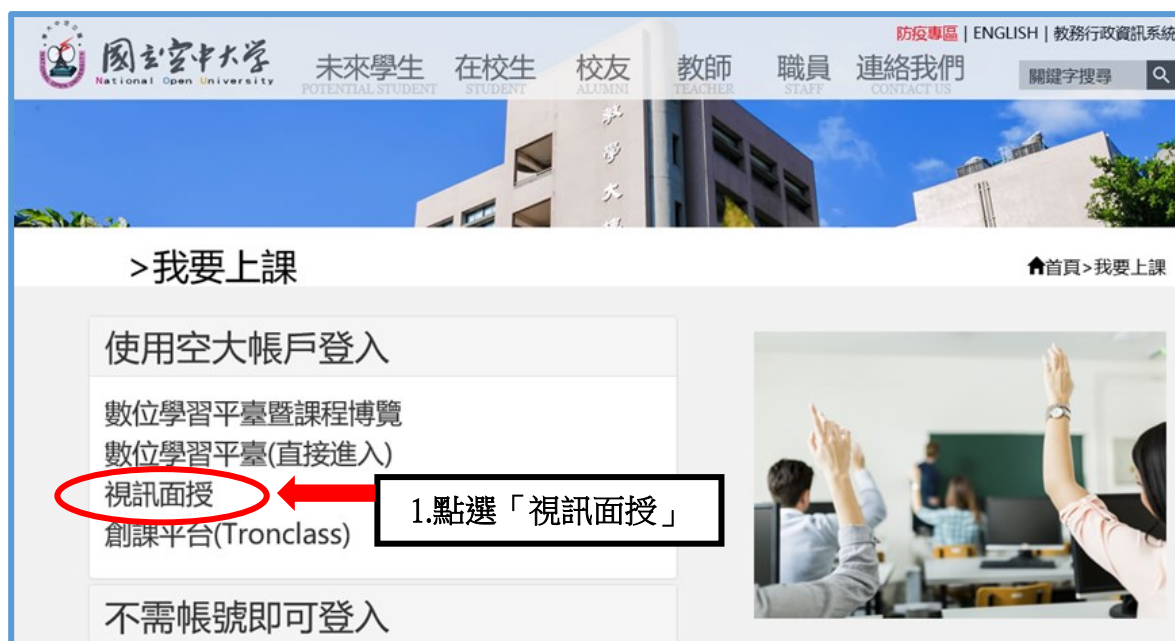 防疫專區 | ENGLISH | 教務行政資訊系統
國立空中大學
National Open University
未來學生 在校生 校友 教師 職員 連絡我們
POTENTIAL STUDENT STUDENT ALUMNI TEACHER STAFF CONTACT US
關鍵字搜尋
教學大樓
>我要上課
首頁>我要上課
使用空大帳戶登入
數位學習平臺暨課程博覽
數位學習平臺(直接進入)
視訊面授
1.點選「視訊面授」
創課平台(Tronclass)
不需帳號即可登入